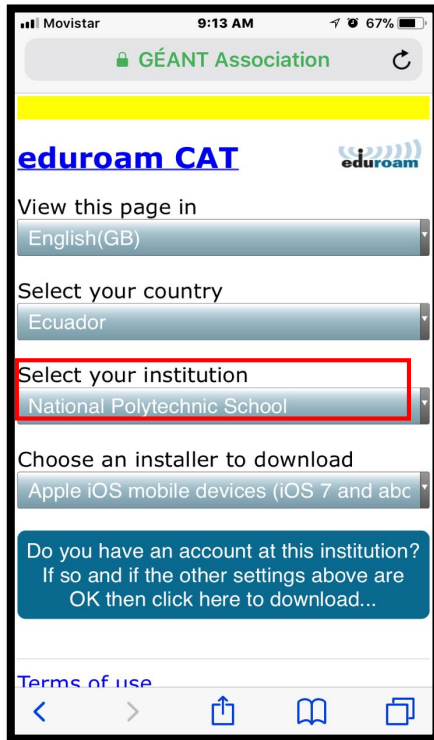 Movistar 9:13 AM 67%
GÉANT Association
eduroam CAT eduroam
View this page in
English(GB)
Select your country
Ecuador
Select your institution
National Polytechnic School
Choose an installer to download
Apple iOS mobile devices (iOS 7 and abc
Do you have an account at this institution?
If so and if the other settings above are
OK then click here to download...
Terms of use